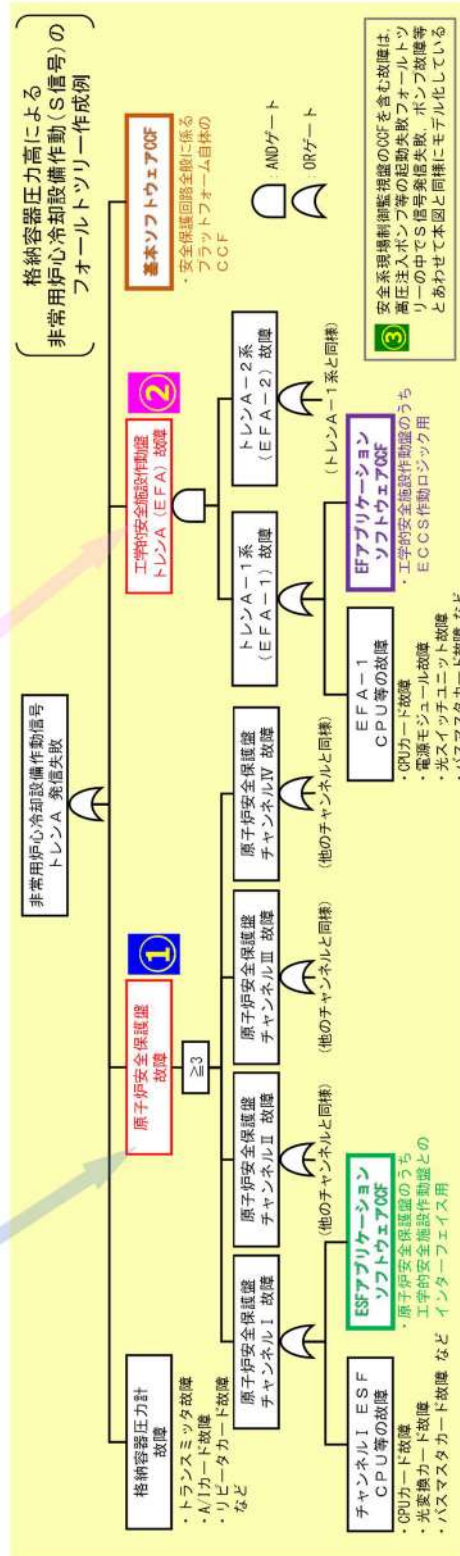 格納容器圧力高による
非常用炉心冷却設備作動(S信号)の
フォールトツリー作成例
非常用炉心冷却設備作動信号
トレンA 発信失敗
格納容器圧力計
故障
・トランスミッタ故障
・A/Iカード故障
・リピータカード故障
など
原子炉安全保護盤
故障
①
≧3
原子炉安全保護盤
チャンネルⅠ 故障
原子炉安全保護盤
チャンネルⅡ 故障
原子炉安全保護盤
チャンネルⅢ 故障
原子炉安全保護盤
チャンネルⅣ 故障
(他のチャンネルと同様)
(他のチャンネルと同様)
(他のチャンネルと同様)
チャンネルⅠ ESF
CPU等の故障
・CPUカード故障
・光変換カード故障
・バスマスタカード故障 など
ESFアプリケーション
ソフトウェアCCF
・原子炉安全保護盤のうち
工学的安全施設作動盤との
インターフェイス用
工学的安全施設作動盤
トレンA(EFA)故障
②
トレンA-1系
(EFA-1)故障
トレンA-2系
(EFA-2)故障
(トレンA-1系と同様)
EFA-1
CPU等の故障
・CPUカード故障
・電源モジュール故障
・光スイッチユニット故障
・バスマスタカード故障 など
EFアプリケーション
ソフトウェアCCF
・工学的安全施設作動盤のうち
ECCS作動ロジック用
基本ソフトウェアCCF
・安全保護回路全般に係る
プラットフォーム自体の
CCF
:ANDゲート
:ORゲート
③
安全系現場制御監視盤のCCFを含む故障は、
高圧注入ポンプ等の起動失敗フォールトツ
リーの中でS信号発信失敗、ポンプ故障等
とあわせて本図と同様にモデル化している